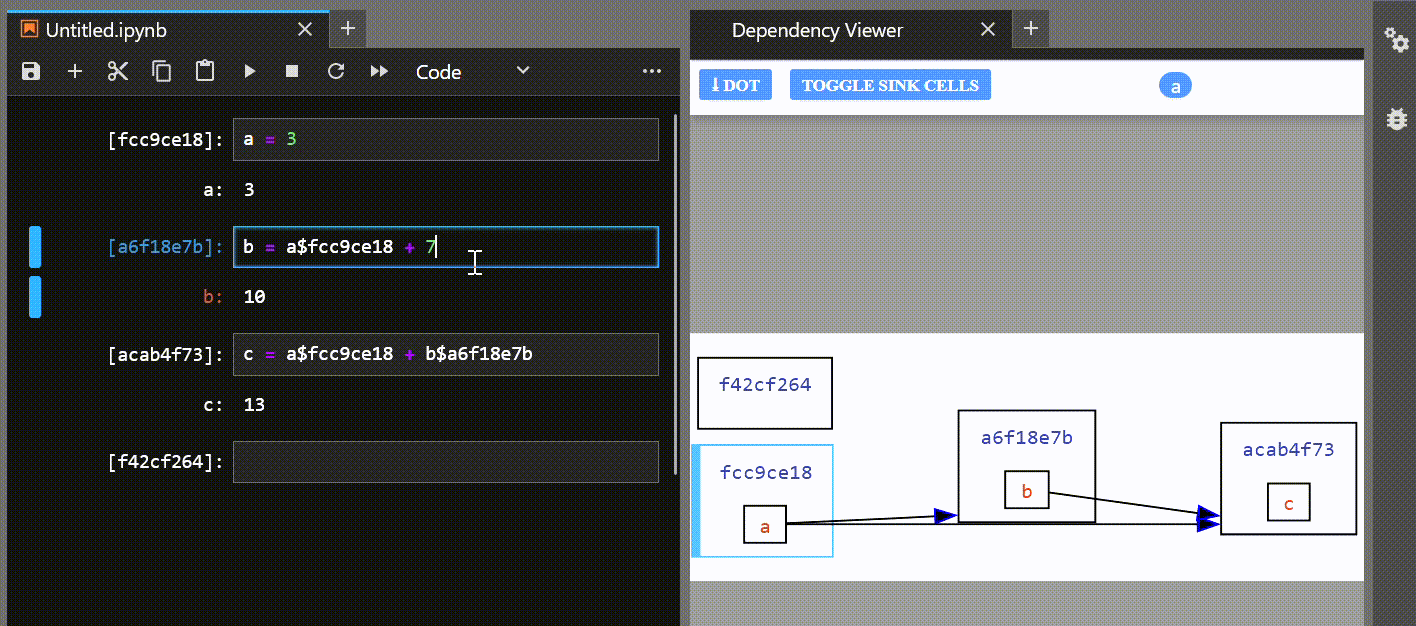 Untitled.ipynb
Code
[fcc9ce18]: a = 3
a: 3
[a6f18e7b]: b = a$fcc9ce18 + 7
b: 10
[acab4f73]: c = a$fcc9ce18 + b$a6f18e7b
c: 13
[f42cf264]:
Dependency Viewer
⭳DOT TOGGLE SINK CELLS a
f42cf264
a6f18e7b
b
acab4f73
c
fcc9ce18
a